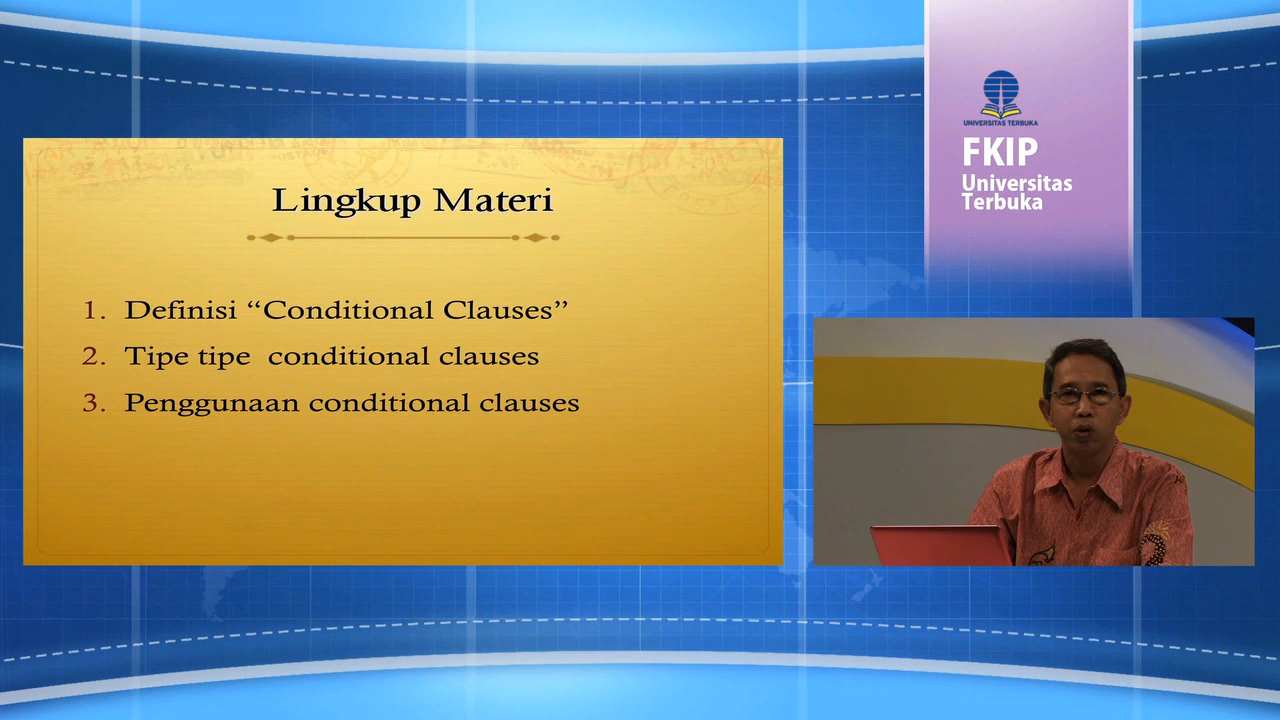 Lingkup Materi
1. Definisi “Conditional Clauses”
2. Tipe tipe conditional clauses
3. Penggunaan conditional clauses
UNIVERSITAS TERBUKA
FKIP
Universitas
Terbuka